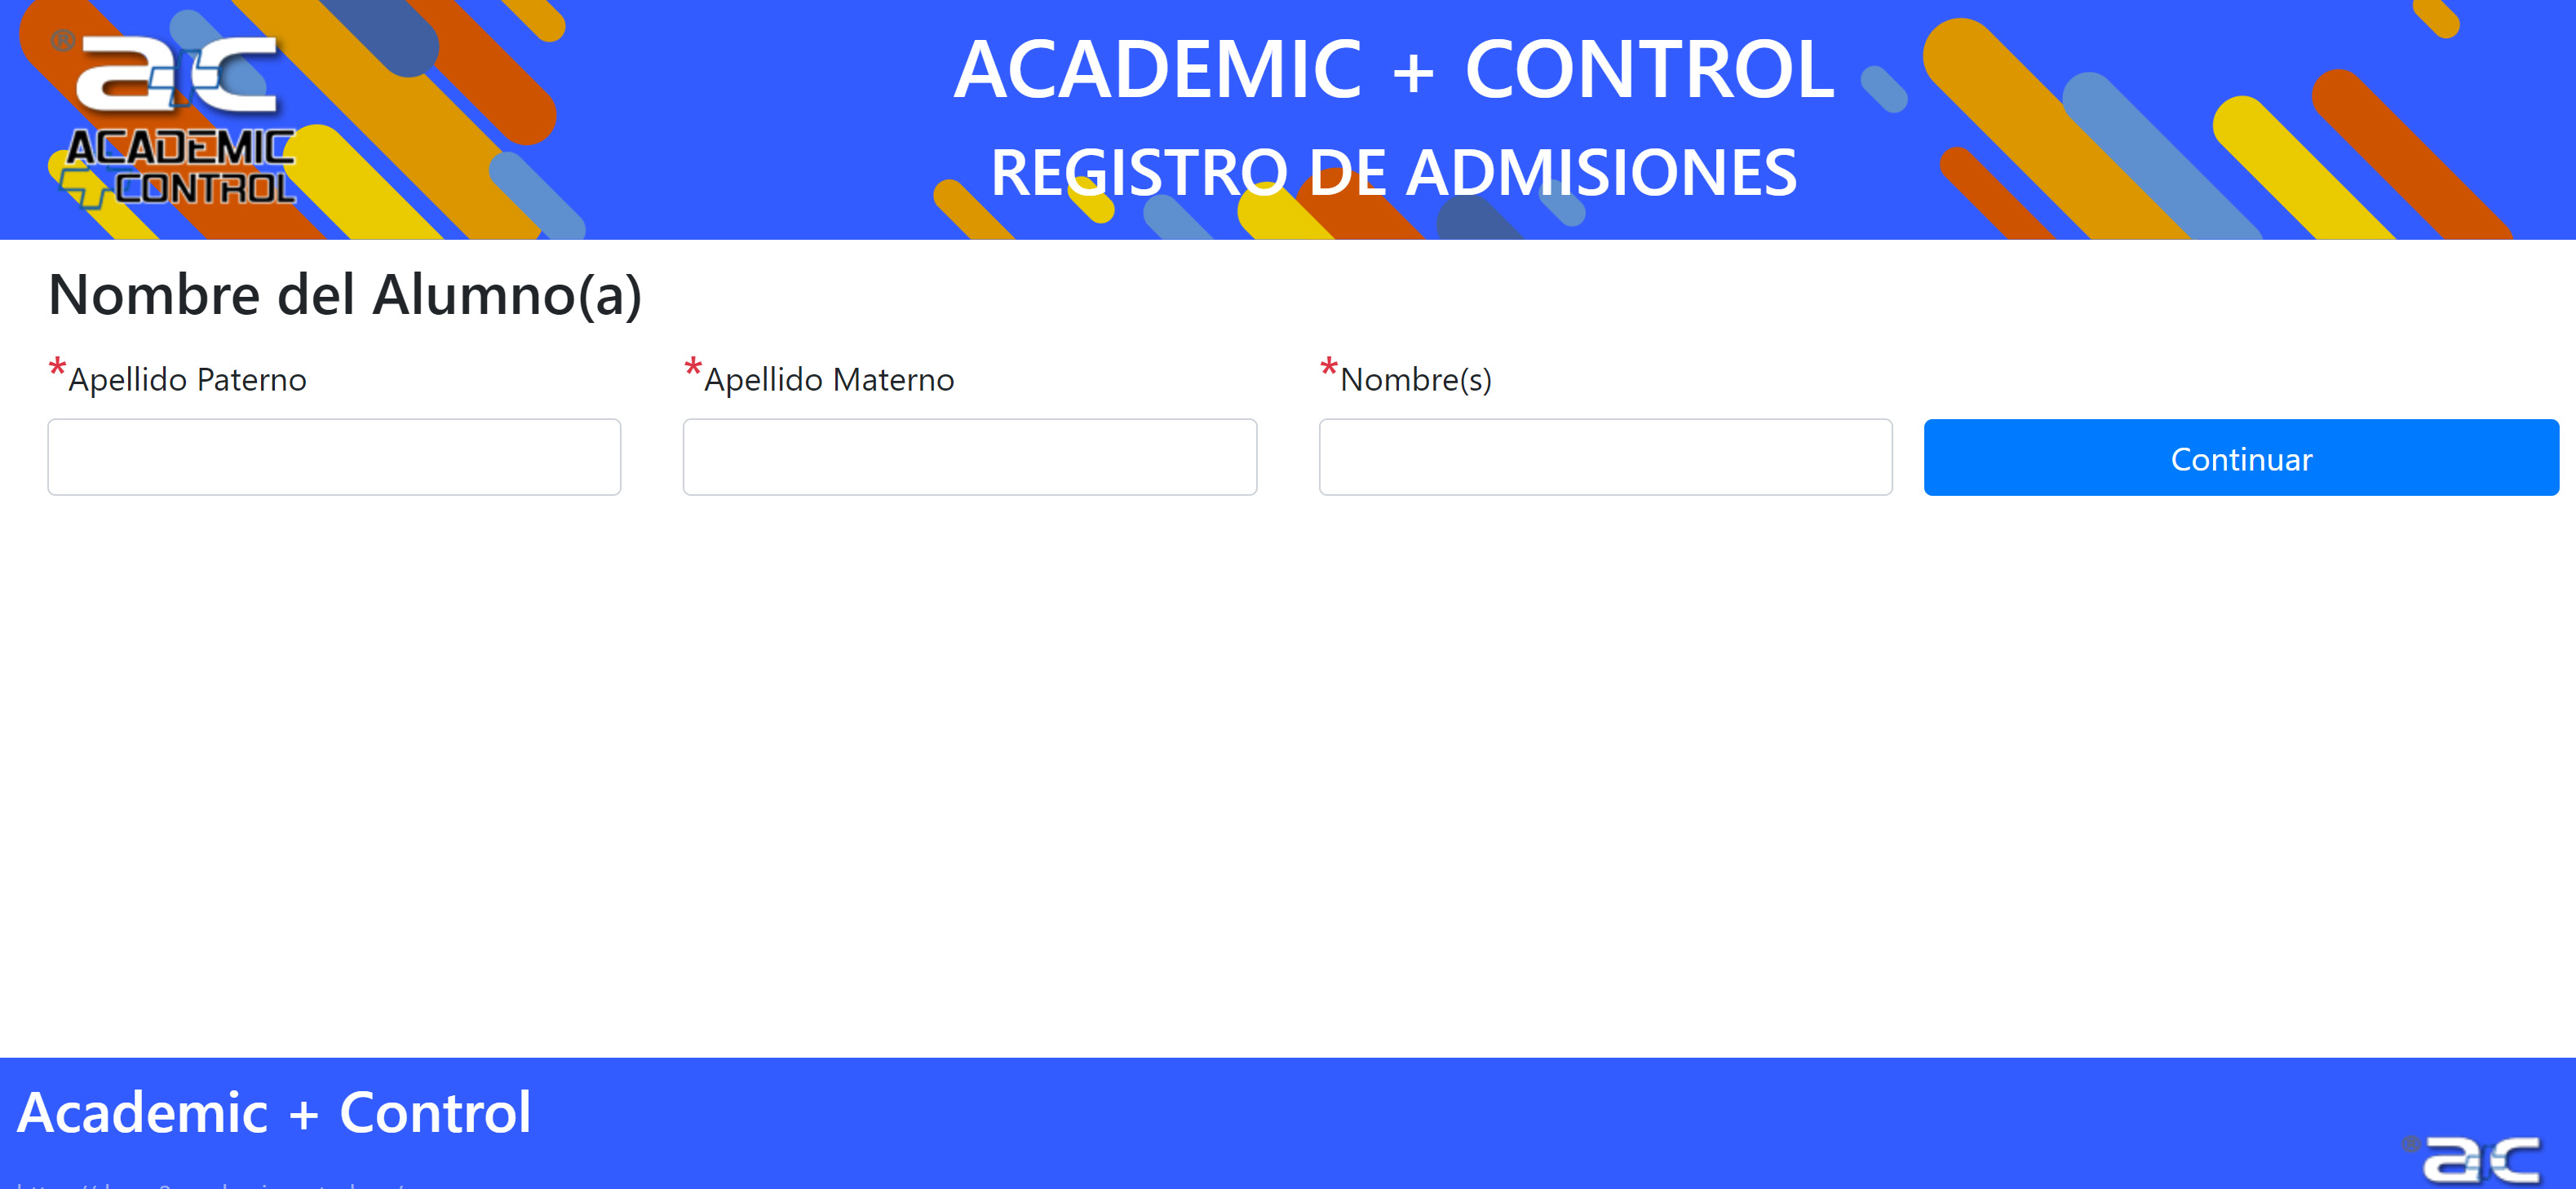 ® ac
ACADEMIC
+CONTROL
ACADEMIC + CONTROL
REGISTRO DE ADMISIONES
Nombre del Alumno(a)
*Apellido Paterno
*Apellido Materno
*Nombre(s)
Continuar
Academic + Control
® ac